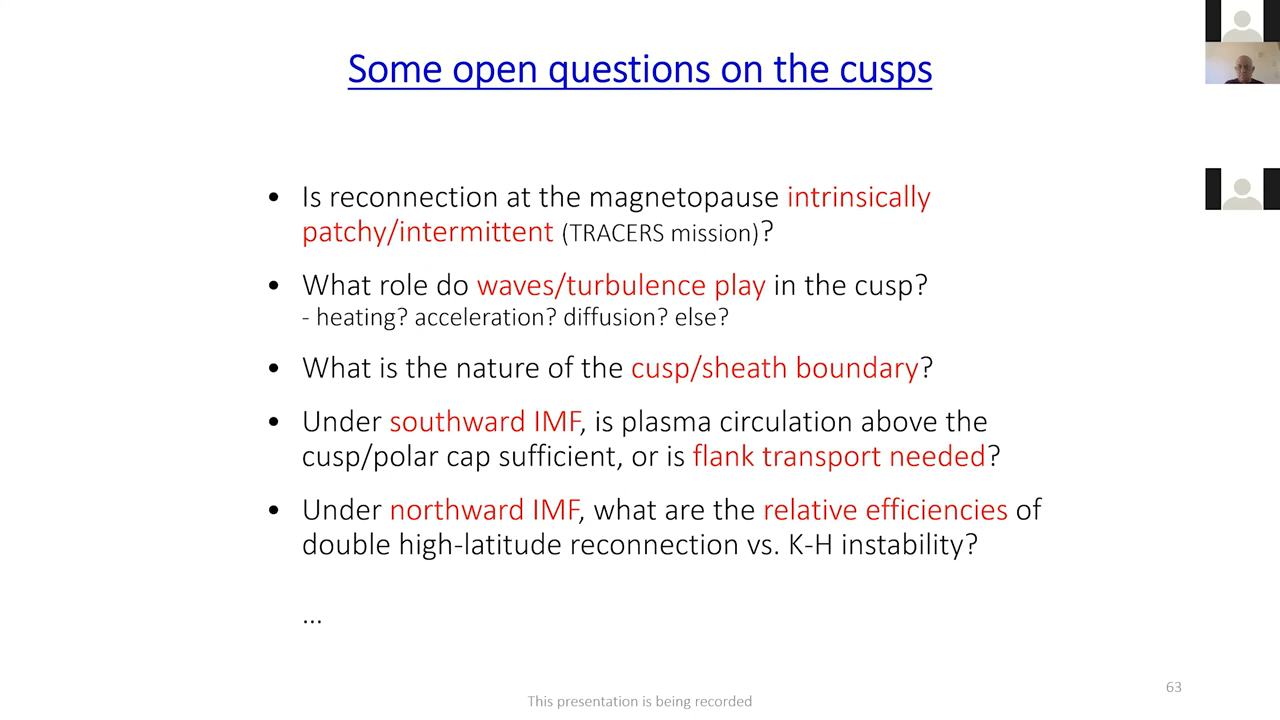 Some open questions on the cusps
• Is reconnection at the magnetopause intrinsically
patchy/intermittent (TRACERS mission)?
• What role do waves/turbulence play in the cusp?
- heating? acceleration? diffusion? else?
• What is the nature of the cusp/sheath boundary?
• Under southward IMF, is plasma circulation above the
cusp/polar cap sufficient, or is flank transport needed?
• Under northward IMF, what are the relative efficiencies of
double high-latitude reconnection vs. K-H instability?
...
63
This presentation is being recorded